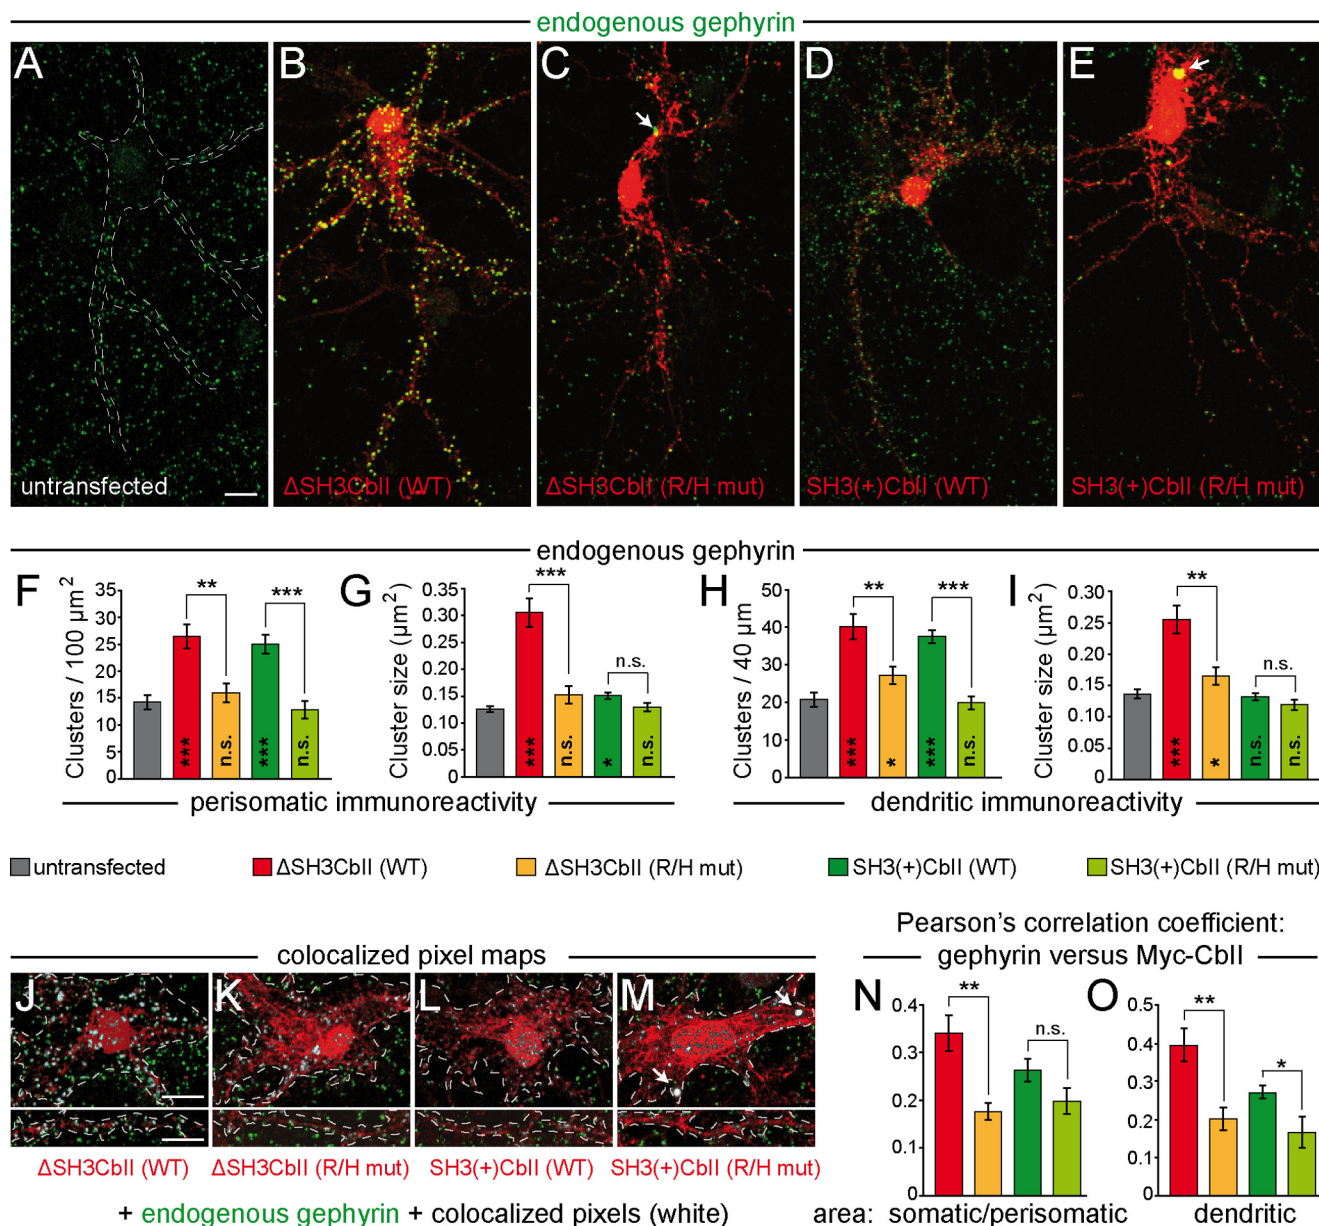 endogenous gephyrin
A
B
C
D
E
untransfected
ΔSH3CbII (WT)
ΔSH3CbII (R/H mut)
SH3(+)CbII (WT)
SH3(+)CbII (R/H mut)
endogenous gephyrin
F
Clusters / 100 µm²
35
30
25
20
15
10
5
0
**
***
***
n.s.
***
n.s.
G
Cluster size (µm²)
0.35
0.30
0.25
0.20
0.15
0.10
0.05
0
***
n.s.
***
n.s.
*
n.s.
perisomatic immunoreactivity
H
Clusters / 40 µm
50
40
30
20
10
0
**
***
***
*
***
n.s.
I
Cluster size (µm²)
0.30
0.25
0.20
0.15
0.10
0.05
0
**
n.s.
***
*
n.s.
n.s.
dendritic immunoreactivity
untransfected
ΔSH3CbII (WT)
ΔSH3CbII (R/H mut)
SH3(+)CbII (WT)
SH3(+)CbII (R/H mut)
colocalized pixel maps
J
K
L
M
ΔSH3CbII (WT)
ΔSH3CbII (R/H mut)
SH3(+)CbII (WT)
SH3(+)CbII (R/H mut)
+ endogenous gephyrin + colocalized pixels (white)
Pearson's correlation coefficient:
gephyrin versus Myc-CbII
N
0.4
0.3
0.2
0.1
0
**
n.s.
O
0.5
0.4
0.3
0.2
0.1
0
**
*
area: somatic/perisomatic
dendritic